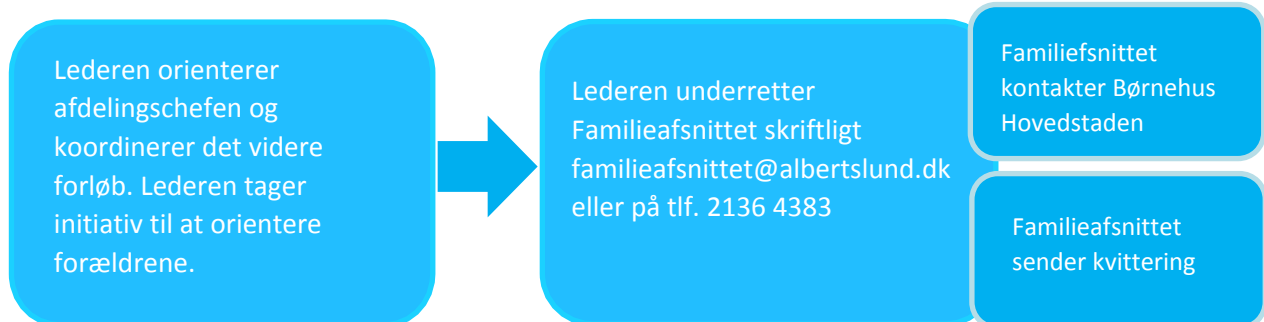 Lederen orienterer
afdelingschefen og
koordinerer det videre
forløb. Lederen tager
initiativ til at orientere
forældrene.
Lederen underretter
Familieafsnittet skriftligt
familieafsnittet@albertslund.dk
eller på tlf. 2136 4383
Familiefsnittet
kontakter Børnehus
Hovedstaden
Familieafsnittet
sender kvittering